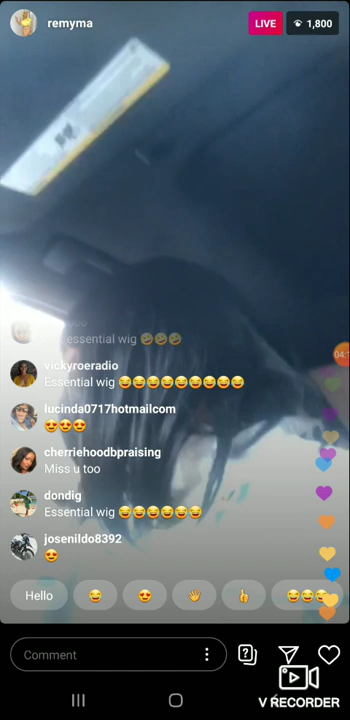 remyma
LIVE
1,800
essential wig 🤣🤣🤣
vickyroeradio
Essential wig 😂😂😂😂😂😂😂😂😂
lucinda0717hotmailcom
😍😍😍
cherriehoodbpraising
Miss u too
dondig
Essential wig 😂😂😂😂😂😂
josenildo8392
😍
Hello 😂 😍 👋 👍 😂😂😂
Comment
V RECORDER